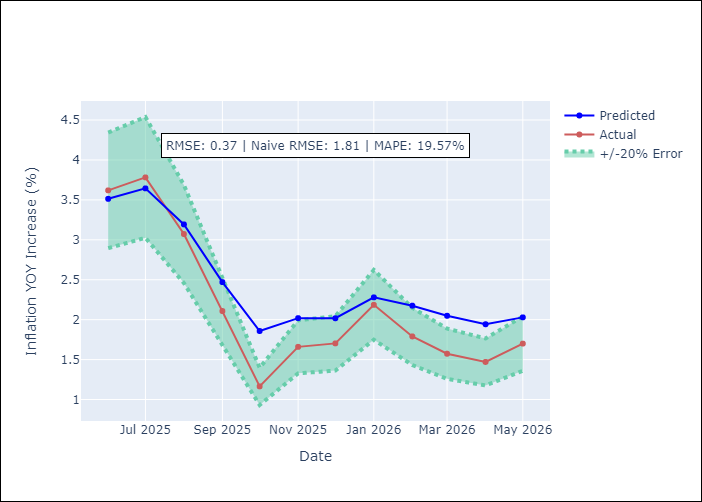 RMSE: 0.37 | Naive RMSE: 1.81 | MAPE: 19.57%
Predicted
Actual
+/-20% Error
Inflation YOY Increase (%)
4.5
4
3.5
3
2.5
2
1.5
1
Jul 2025 Sep 2025 Nov 2025 Jan 2026 Mar 2026 May 2026
Date